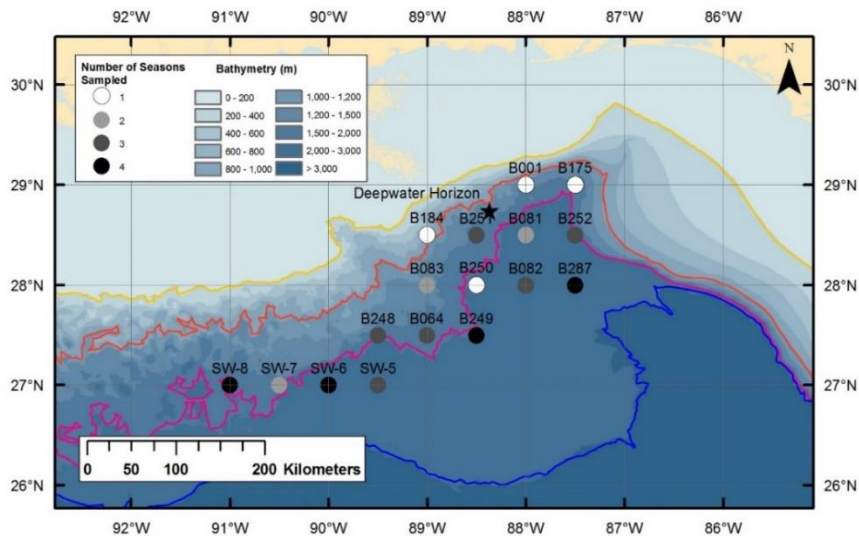 92°W 91°W 90°W 89°W 88°W 87°W 86°W
30°N 30°N
29°N 29°N
28°N 28°N
27°N 27°N
26°N 26°N
Number of Seasons
Sampled
1
2
3
4
Bathymetry (m)
0 - 200
200 - 400
400 - 600
600 - 800
800 - 1,000
1,000 - 1,200
1,200 - 1,500
1,500 - 2,000
2,000 - 3,000
> 3,000
N
B001 B175
Deepwater Horizon
B184 B251 B081 B252
B083 B250 B082 B287
B248 B064 B249
SW-8 SW-7 SW-6 SW-5
0 50 100 200 Kilometers
92°W 91°W 90°W 89°W 88°W 87°W 86°W